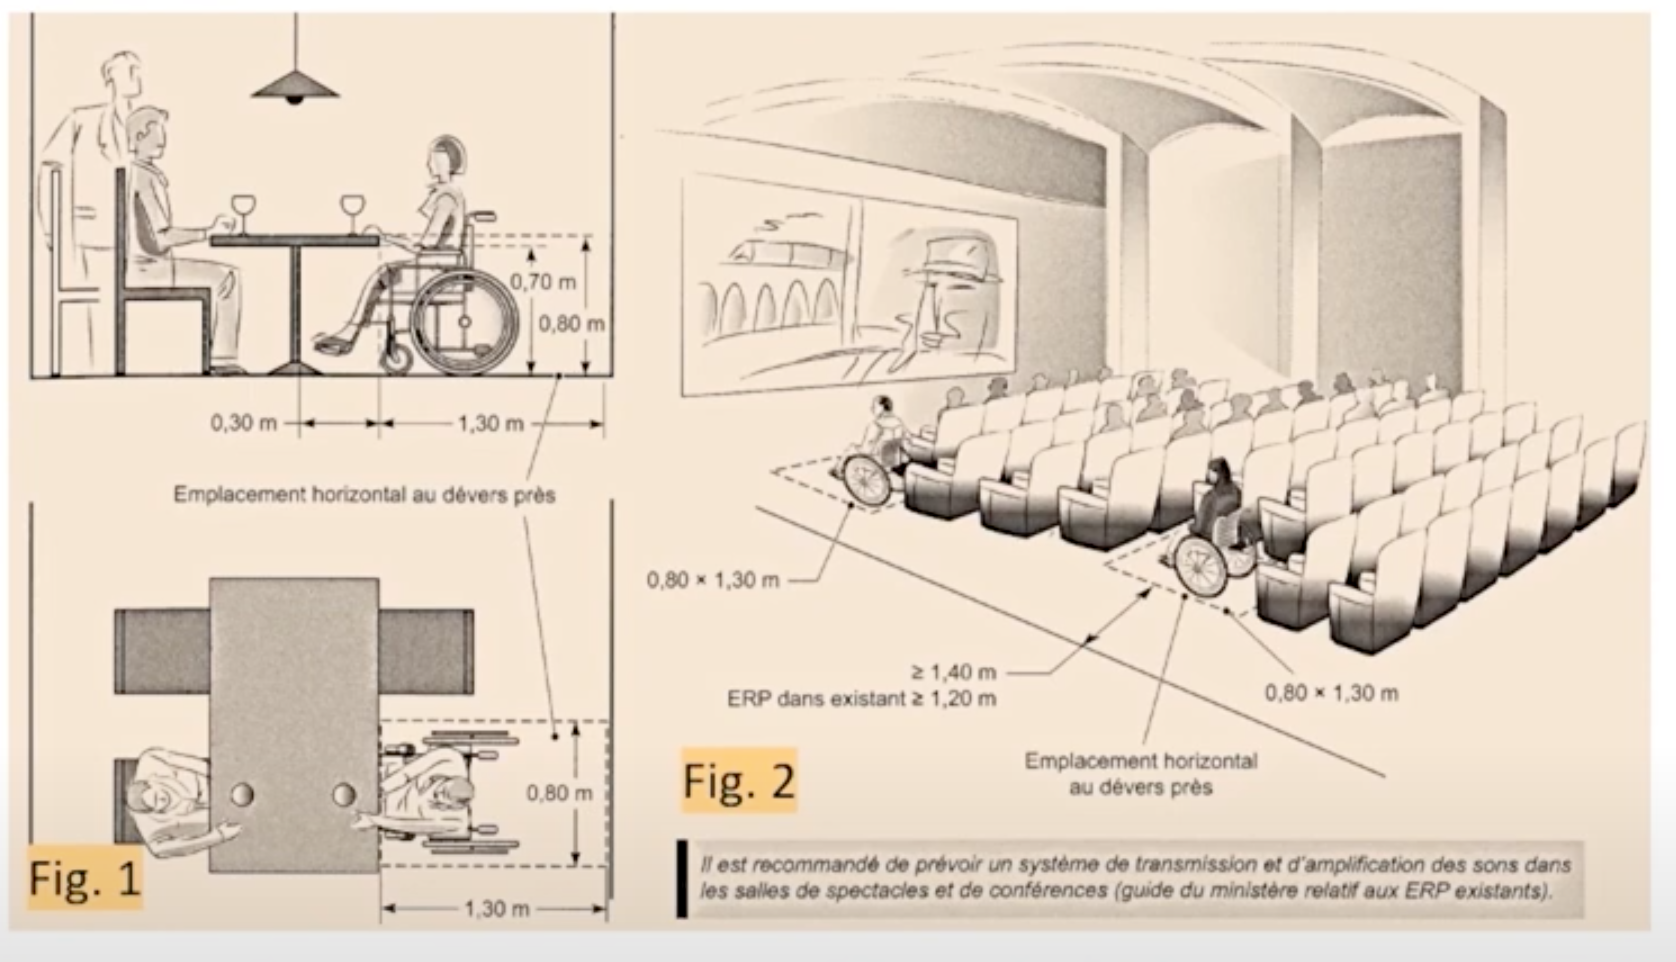 0,70 m
0,80 m
0,30 m
1,30 m
Emplacement horizontal au dévers près
0,80 m
1,30 m
Fig. 1
0,80 × 1,30 m
≥ 1,40 m
ERP dans existant ≥ 1,20 m
0,80 × 1,30 m
Emplacement horizontal
au dévers près
Fig. 2
Il est recommandé de prévoir un système de transmission et d'amplification des sons dans
les salles de spectacles et de conférences (guide du ministère relatif aux ERP existants).